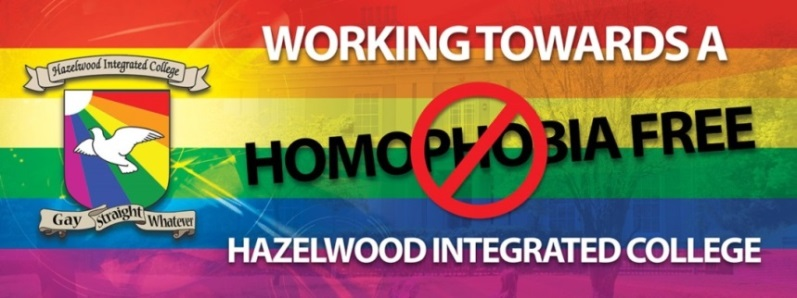 Hazelwood Integrated College
Gay Straight Whatever
WORKING TOWARDS A
HOMOPHOBIA FREE
HAZELWOOD INTEGRATED COLLEGE